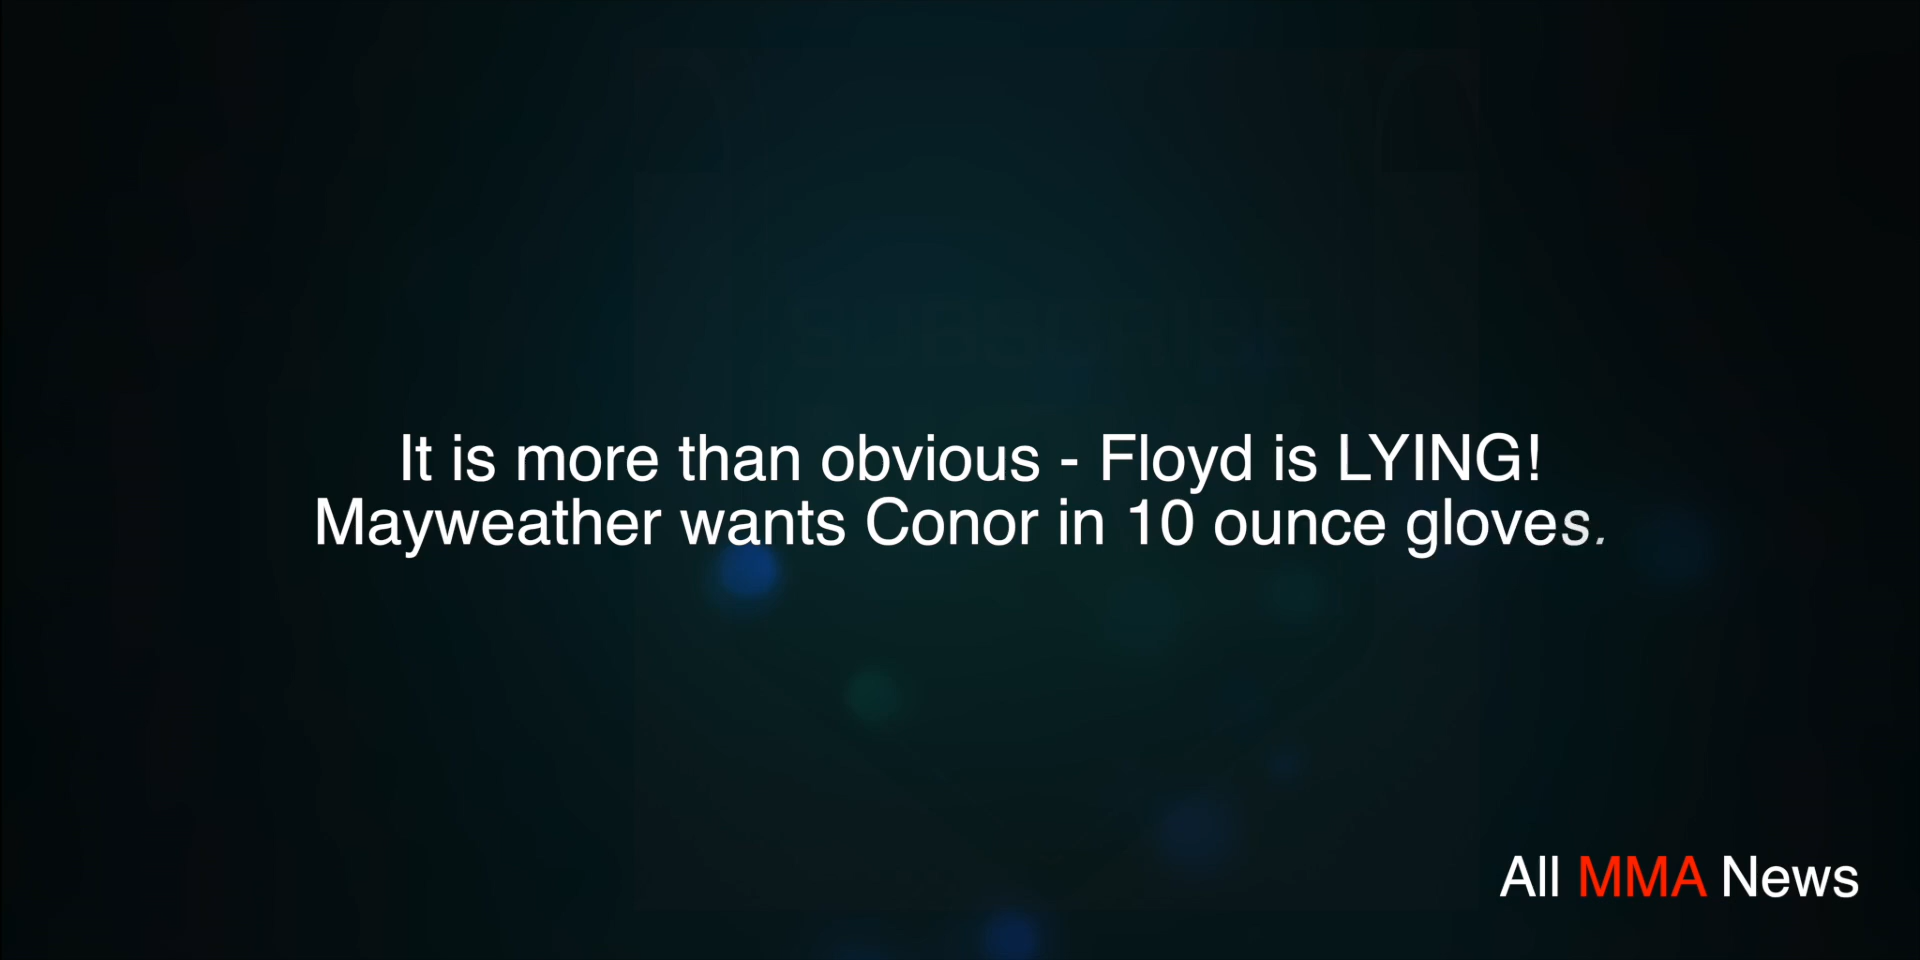 It is more than obvious - Floyd is LYING!
Mayweather wants Conor in 10 ounce gloves.
All MMA News